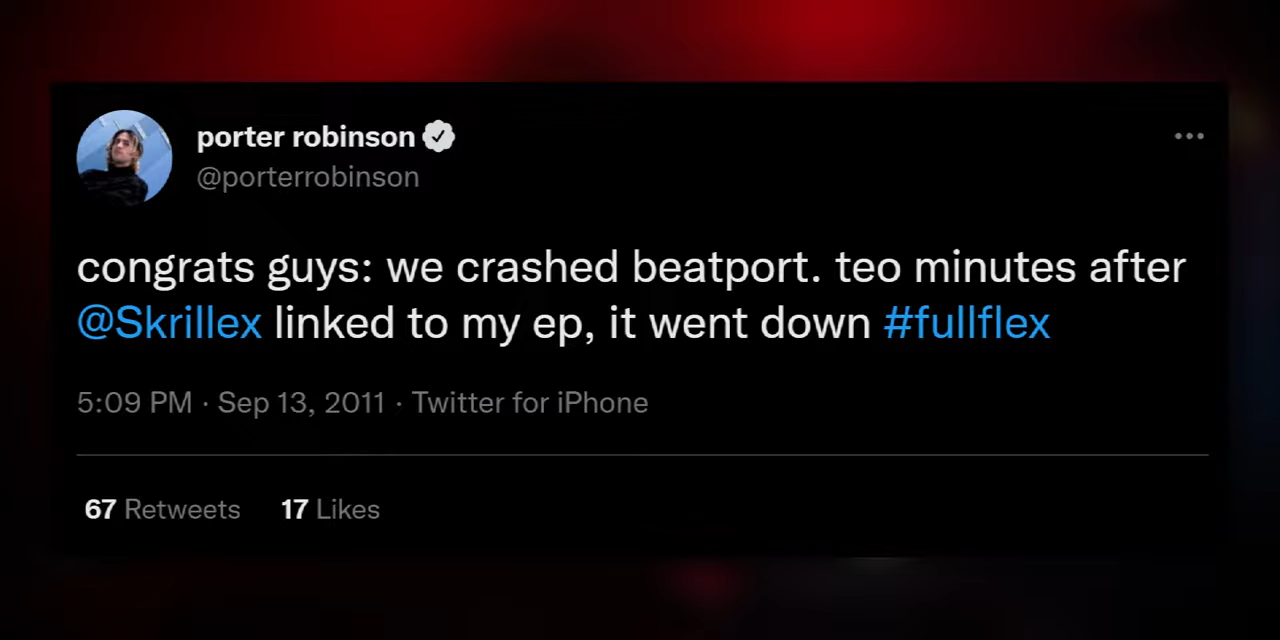 porter robinson
@porterrobinson
congrats guys: we crashed beatport. teo minutes after
@Skrillex linked to my ep, it went down #fullflex
5:09 PM · Sep 13, 2011 · Twitter for iPhone
67 Retweets 17 Likes